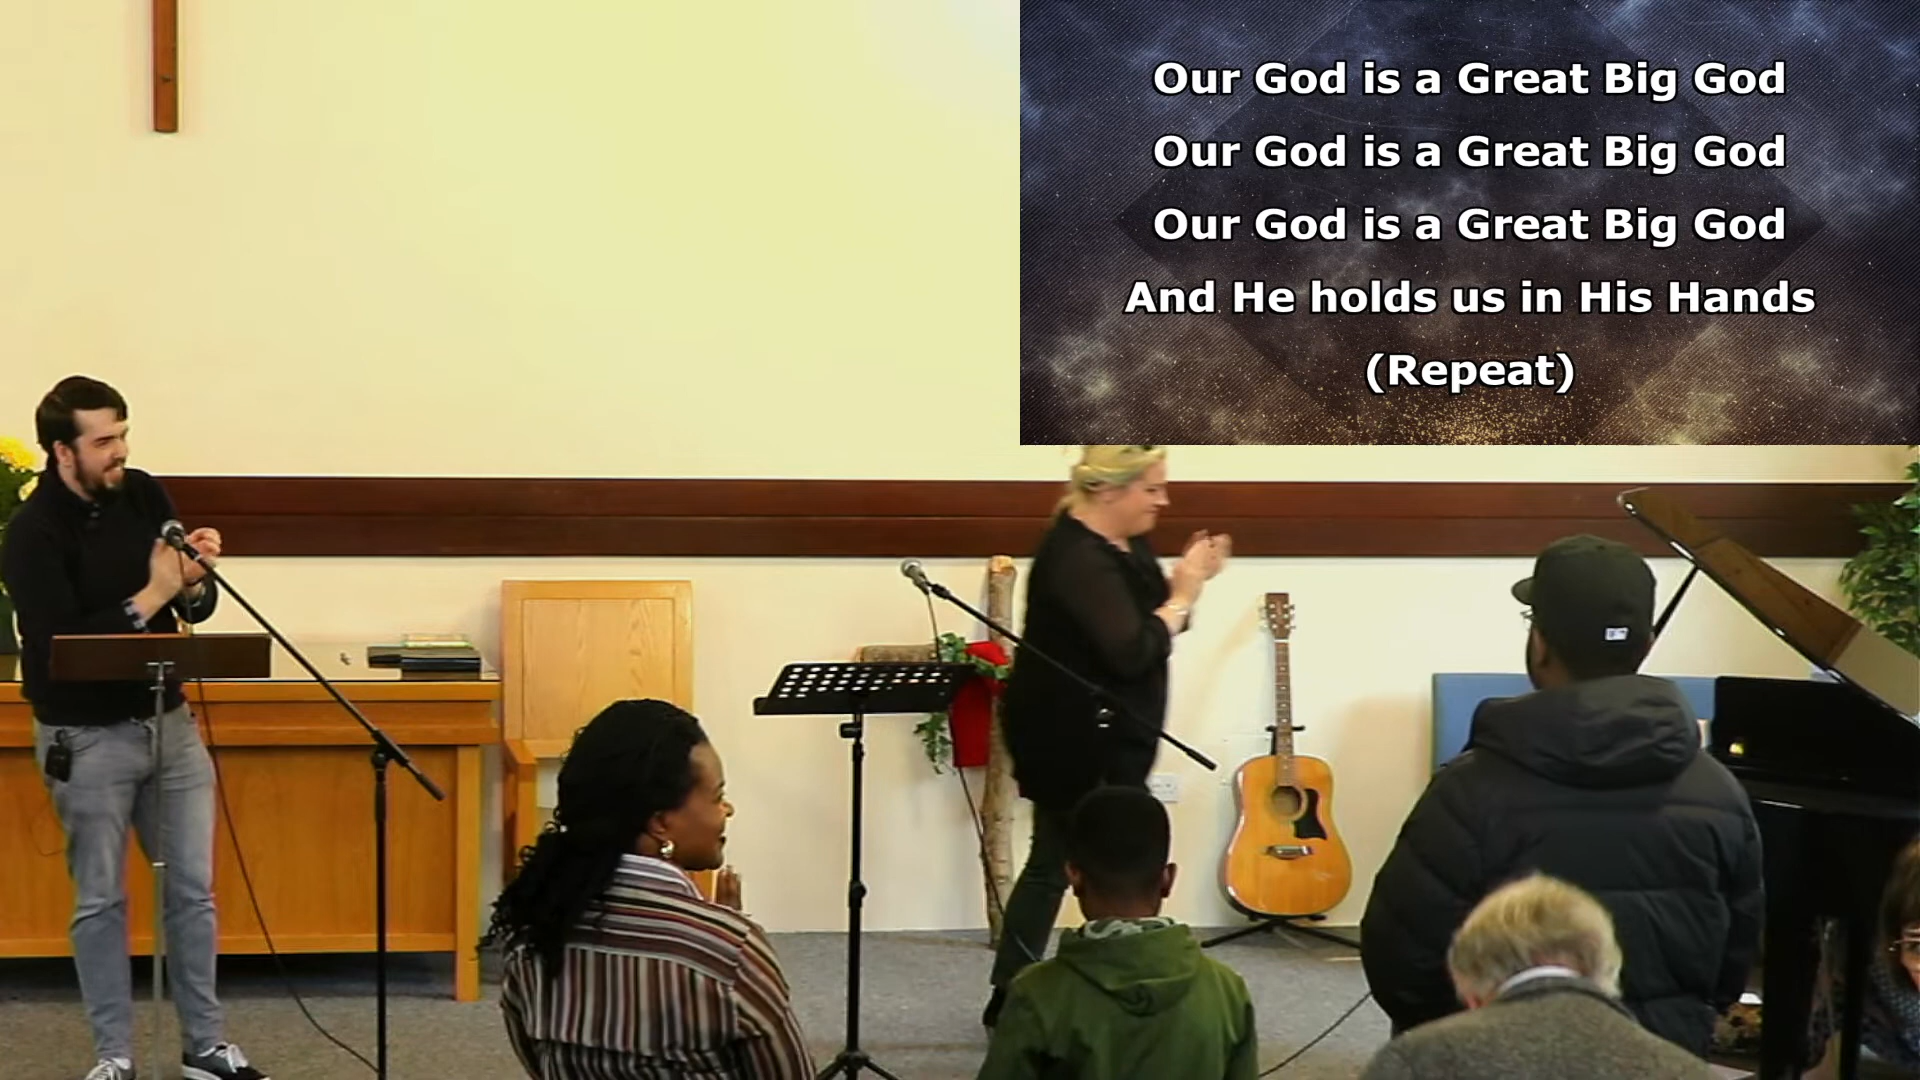 Our God is a Great Big God
Our God is a Great Big God
Our God is a Great Big God
And He holds us in His Hands
(Repeat)